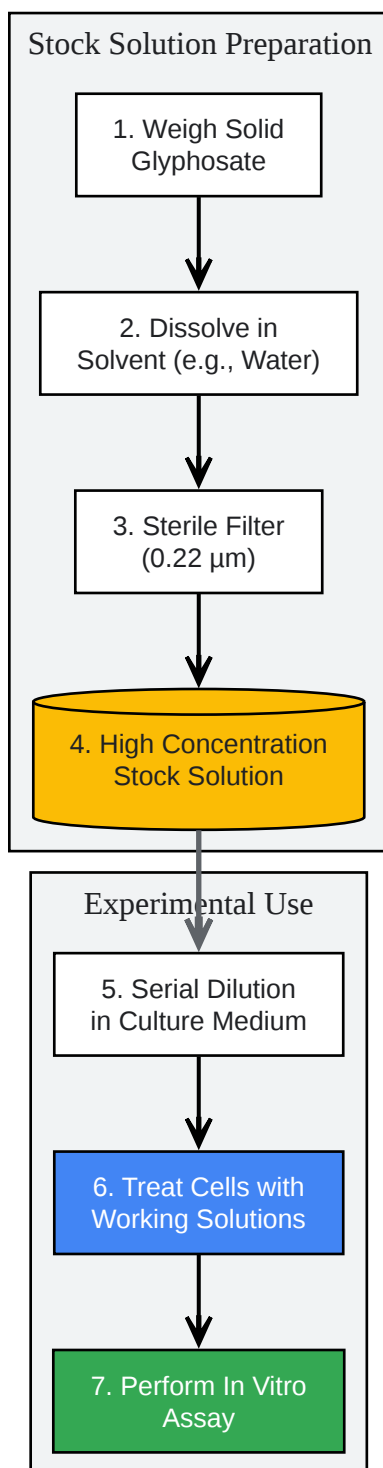 Stock Solution Preparation
1. Weigh Solid
Glyphosate
2. Dissolve in
Solvent (e.g., Water)
3. Sterile Filter
(0.22 µm)
4. High Concentration
Stock Solution
Experimental Use
5. Serial Dilution
in Culture Medium
6. Treat Cells with
Working Solutions
7. Perform In Vitro
Assay